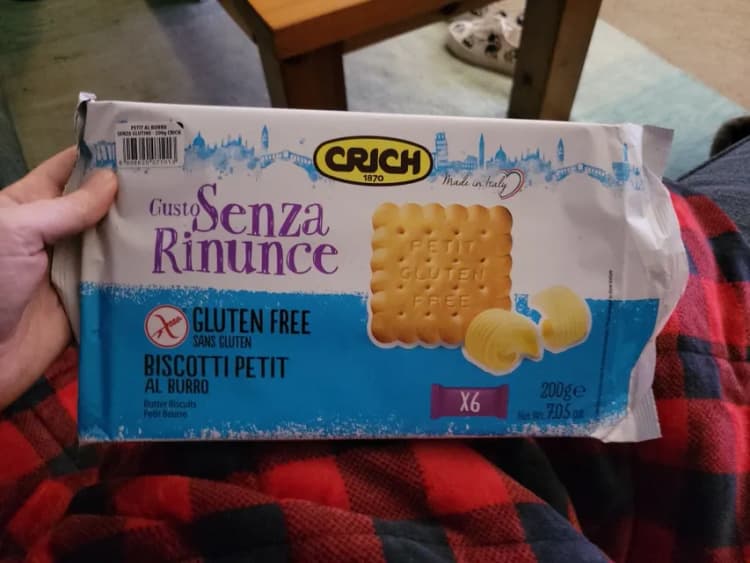 PETIT AL BURRO
SENZA GLUTINE - 200g CRICH
CRICH
1870
Made in Italy
Gusto Senza
Rinunce
PETIT
GLUTEN
FREE
GLUTEN FREE
SANS GLUTEN
BISCOTTI PETIT
AL BURRO
Butter Biscuits
Petit Beurre
X6
200g e
Net Wt. 7.05 oz